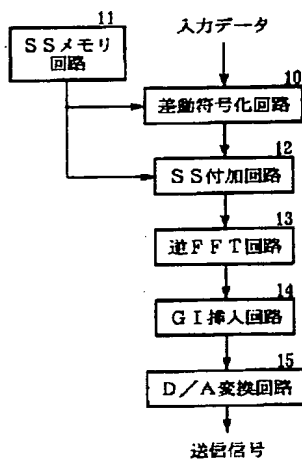 11
SSメモリ
回路
入力データ
10
差動符号化回路
12
SS付加回路
13
逆FFT回路
14
GI挿入回路
15
D/A変換回路
送信信号